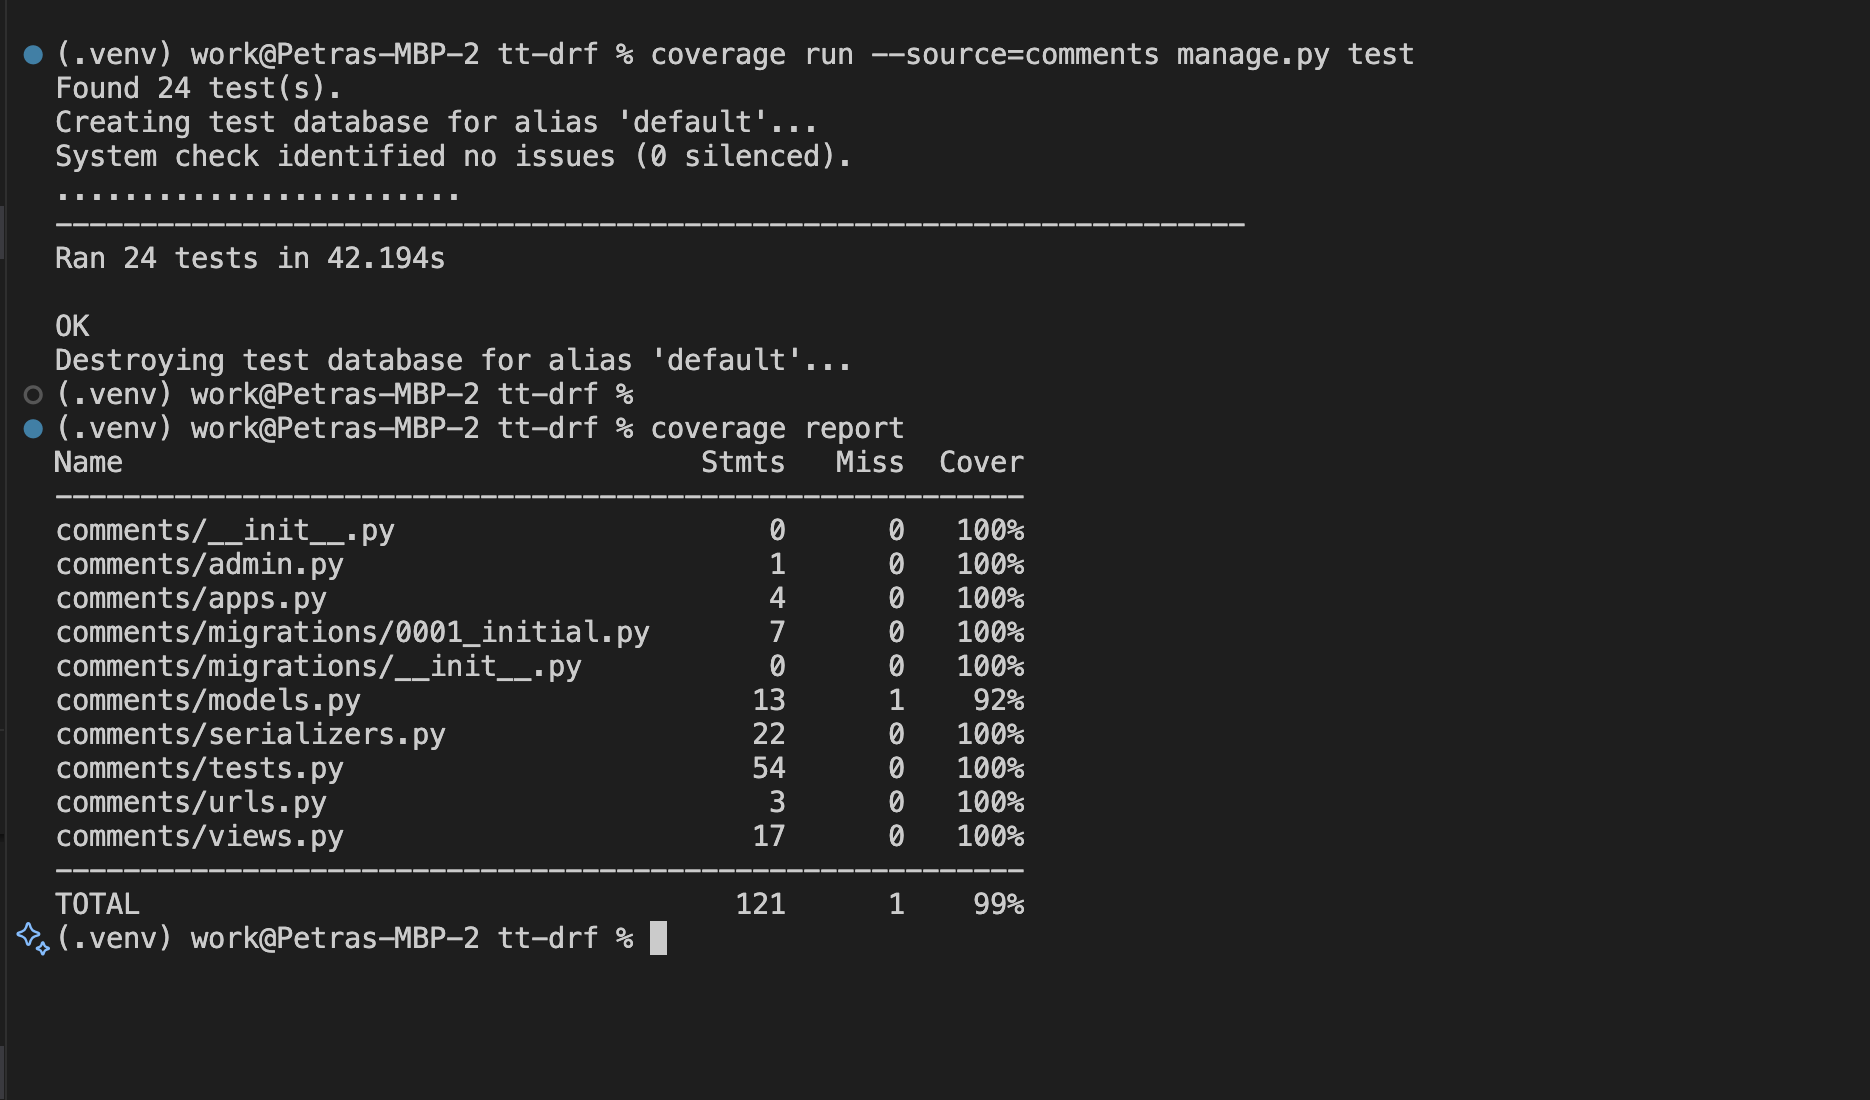 (.venv) work@Petras-MBP-2 tt-drf % coverage run --source=comments manage.py test
Found 24 test(s).
Creating test database for alias 'default'...
System check identified no issues (0 silenced).
........................
----------------------------------------------------------------------
Ran 24 tests in 42.194s
OK
Destroying test database for alias 'default'...
(.venv) work@Petras-MBP-2 tt-drf %
(.venv) work@Petras-MBP-2 tt-drf % coverage report
Name                                  Stmts   Miss  Cover
---------------------------------------------------------
comments/__init__.py                      0      0   100%
comments/admin.py                         1      0   100%
comments/apps.py                          4      0   100%
comments/migrations/0001_initial.py       7      0   100%
comments/migrations/__init__.py           0      0   100%
comments/models.py                       13      1    92%
comments/serializers.py                  22      0   100%
comments/tests.py                        54      0   100%
comments/urls.py                          3      0   100%
comments/views.py                        17      0   100%
---------------------------------------------------------
TOTAL                                   121      1    99%
(.venv) work@Petras-MBP-2 tt-drf %